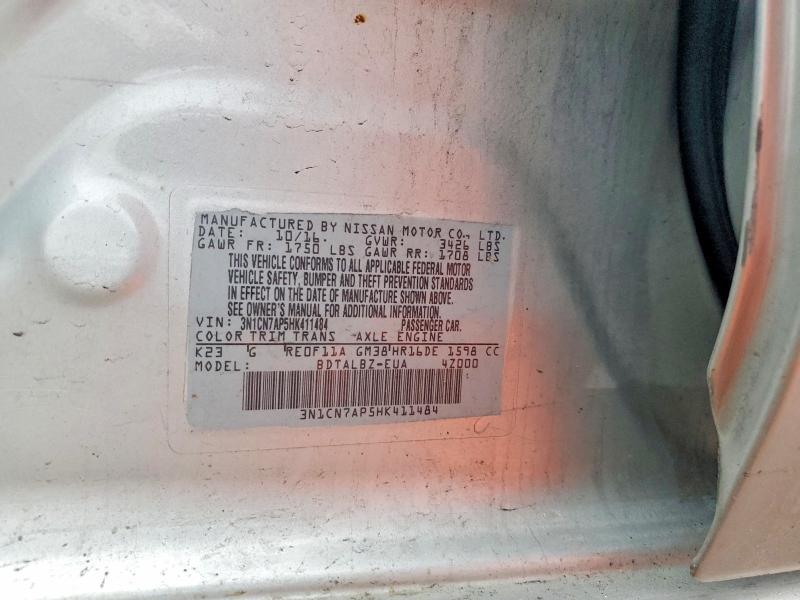 MANUFACTURED BY NISSAN MOTOR CO., LTD.
DATE: 10/16 GVWR: 3426 LBS
GAWR FR: 1750 LBS GAWR RR: 1708 LBS
THIS VEHICLE CONFORMS TO ALL APPLICABLE FEDERAL MOTOR
VEHICLE SAFETY, BUMPER AND THEFT PREVENTION STANDARDS
IN EFFECT ON THE DATE OF MANUFACTURE SHOWN ABOVE.
SEE OWNER'S MANUAL FOR ADDITIONAL INFORMATION.
VIN: 3N1CN7AP5HK411484 PASSENGER CAR.
COLOR TRIM TRANS AXLE ENGINE
K23 G RE0F11A GM38 HR16DE 1598 CC
MODEL: BDTALBZ-EUA 4Z000
3N1CN7AP5HK411484